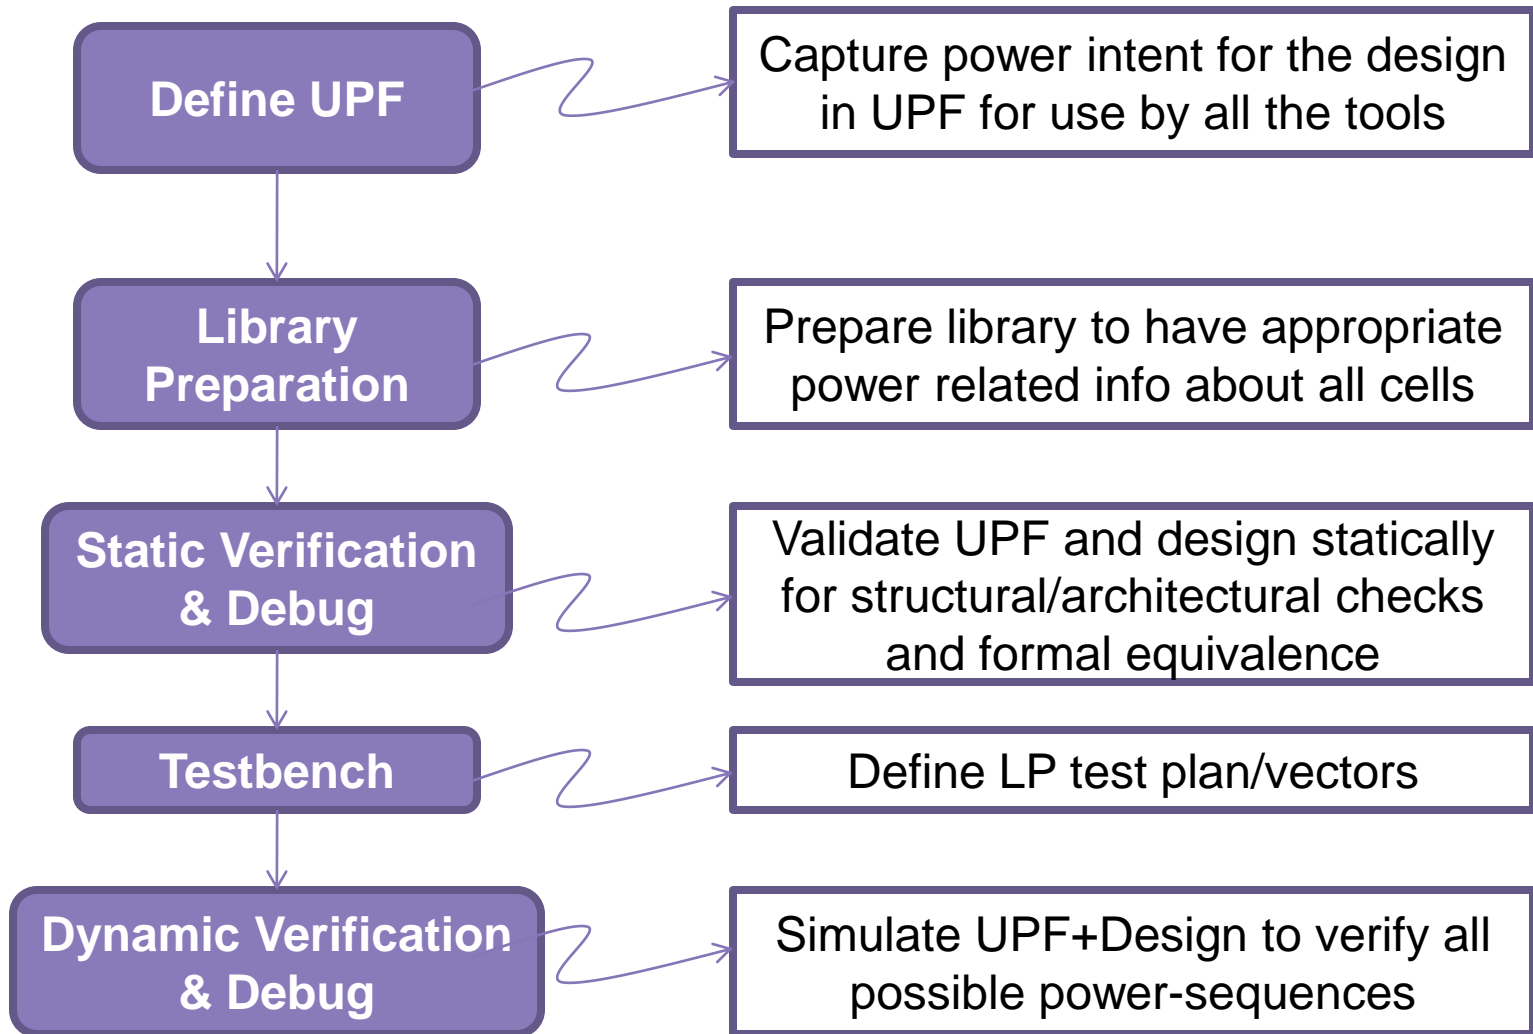 Define UPF
Capture power intent for the design
in UPF for use by all the tools
Library
Preparation
Prepare library to have appropriate
power related info about all cells
Static Verification
& Debug
Validate UPF and design statically
for structural/architectural checks
and formal equivalence
Testbench
Define LP test plan/vectors
Dynamic Verification
& Debug
Simulate UPF+Design to verify all
possible power-sequences